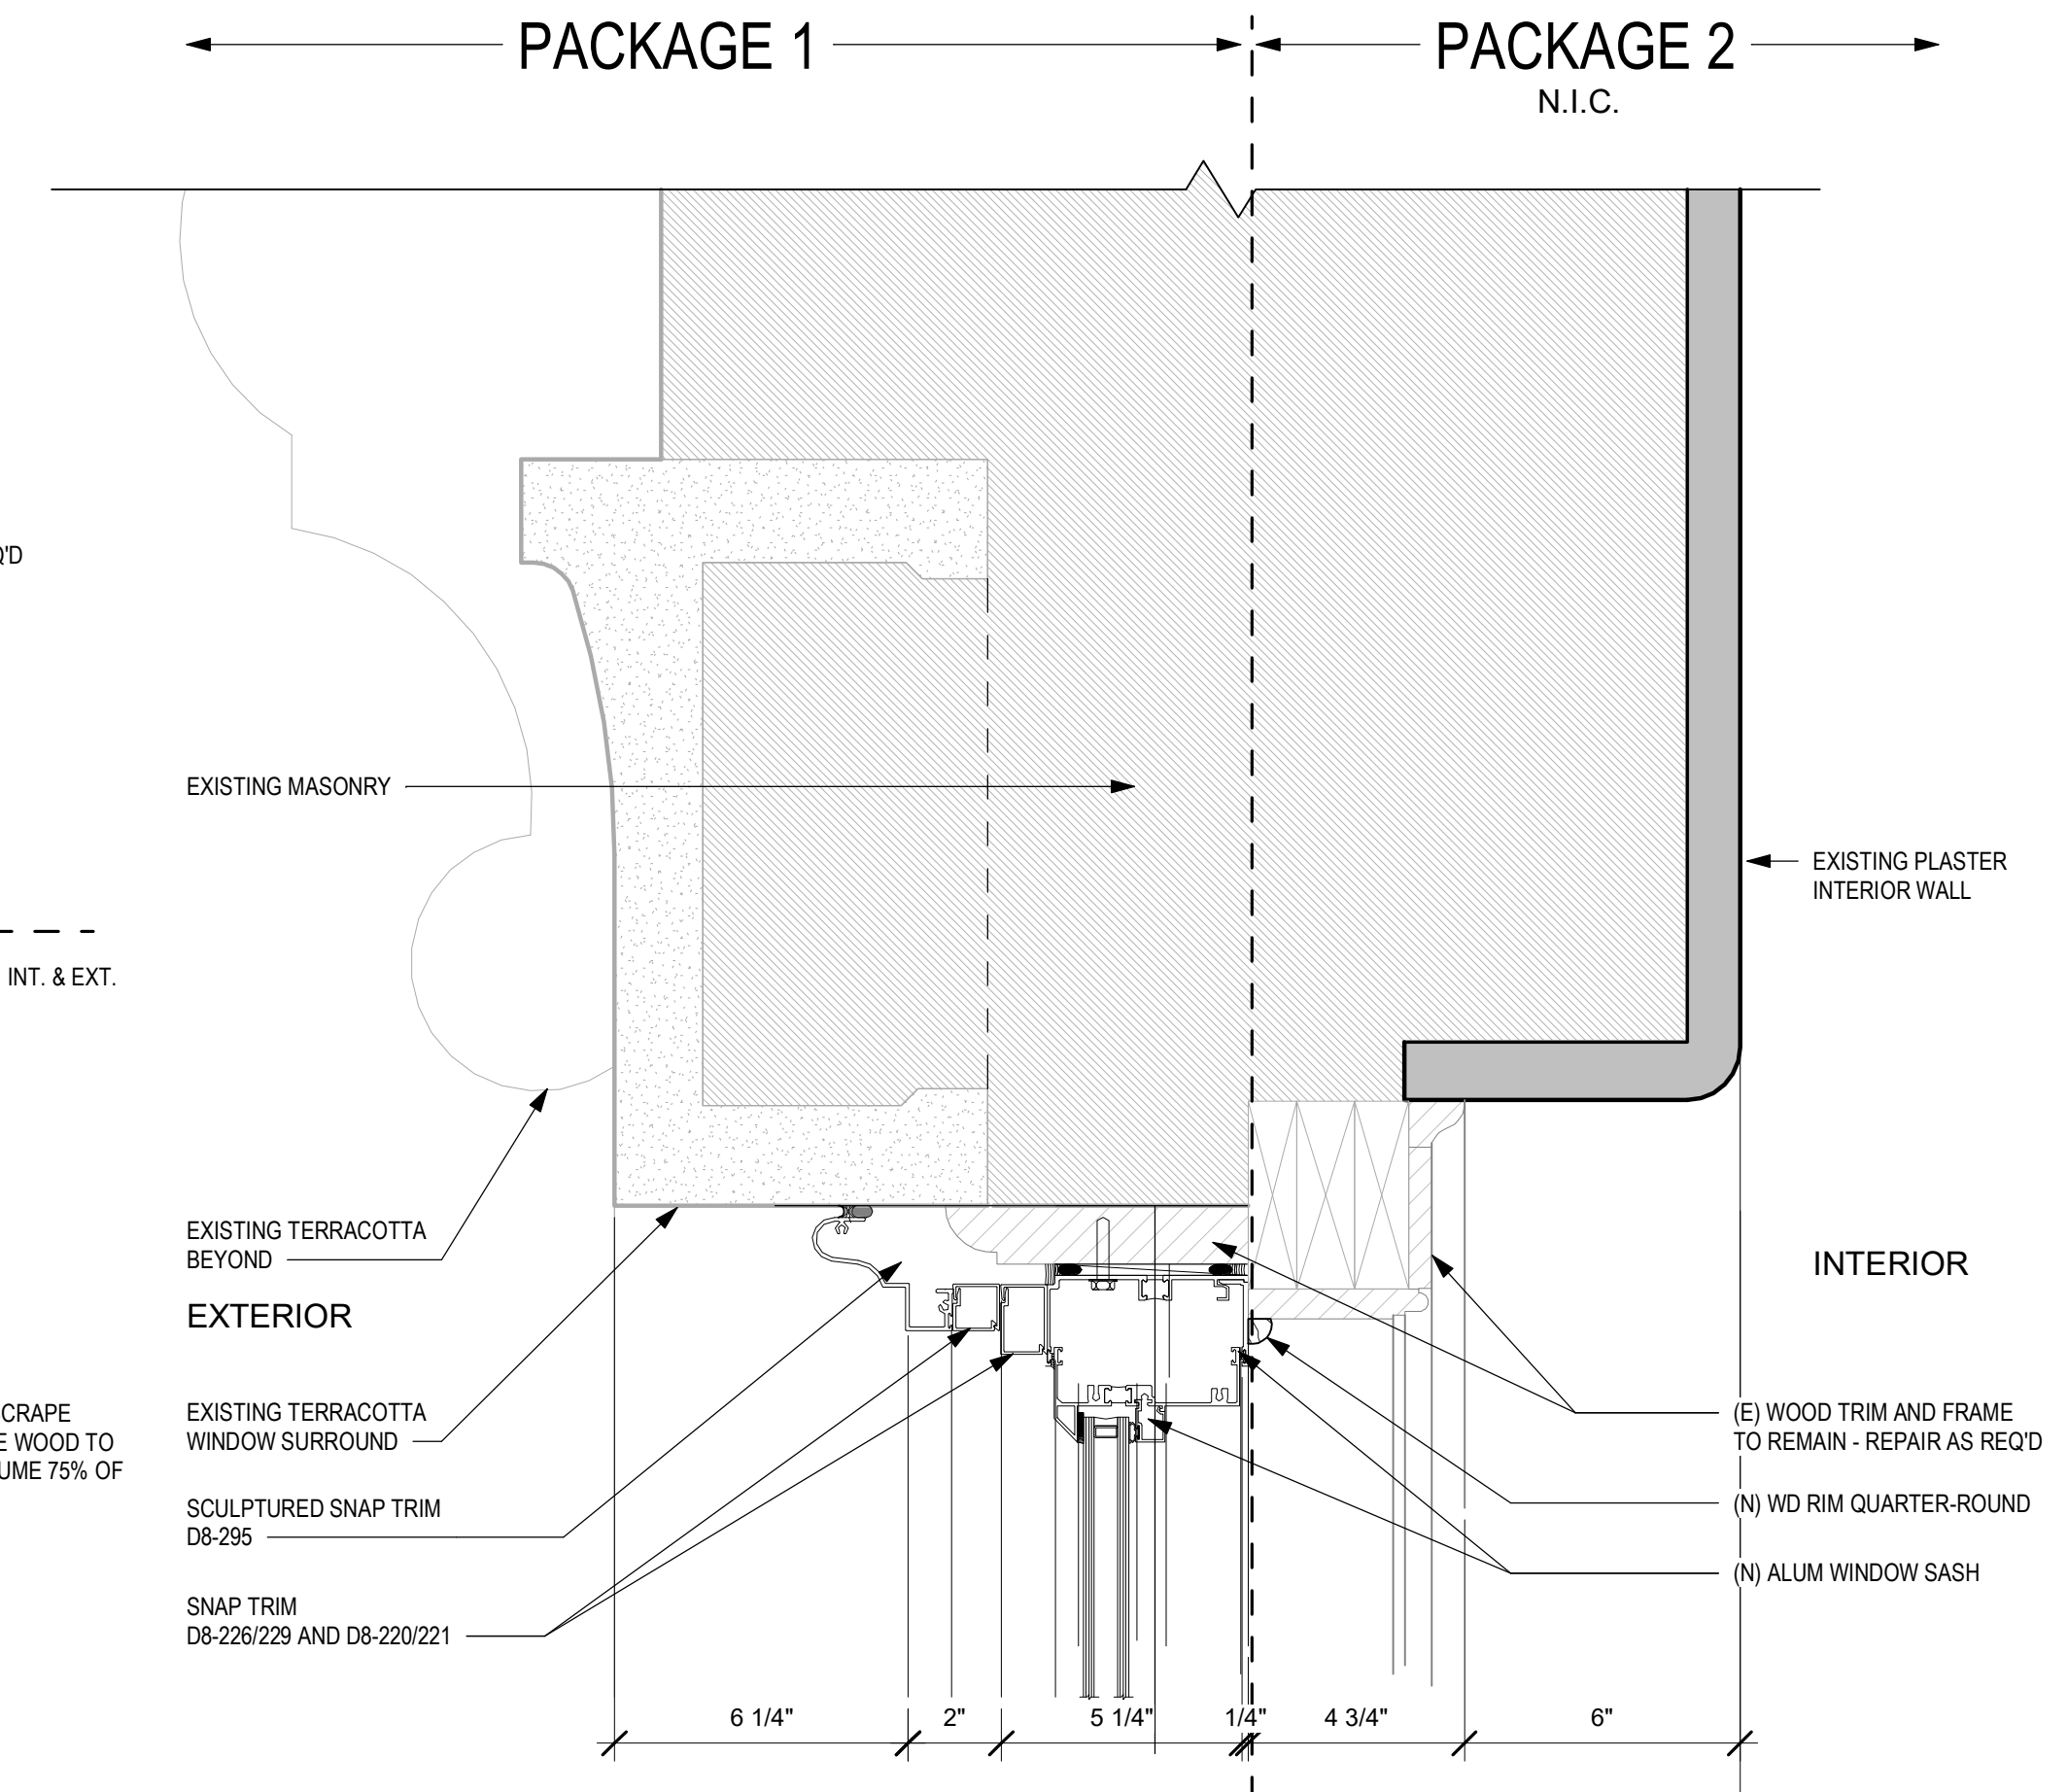 PACKAGE 1
PACKAGE 2
N.I.C.
EXISTING MASONRY
EXISTING PLASTER
INTERIOR WALL
INT. & EXT.
EXISTING TERRACOTTA
BEYOND
EXTERIOR
INTERIOR
EXISTING TERRACOTTA
WINDOW SURROUND
WOOD TO
75% OF
SCULPTURED SNAP TRIM
D8-295
SNAP TRIM
D8-226/229 AND D8-220/221
(E) WOOD TRIM AND FRAME
TO REMAIN - REPAIR AS REQ'D
(N) WD RIM QUARTER-ROUND
(N) ALUM WINDOW SASH
6 1/4"
2"
5 1/4"
1/4"
4 3/4"
6"